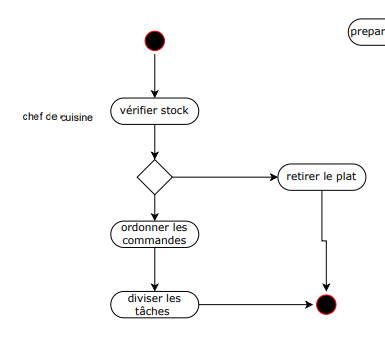 prepar
vérifier stock
chef de cuisine
retirer le plat
ordonner les
commandes
diviser les
tâches